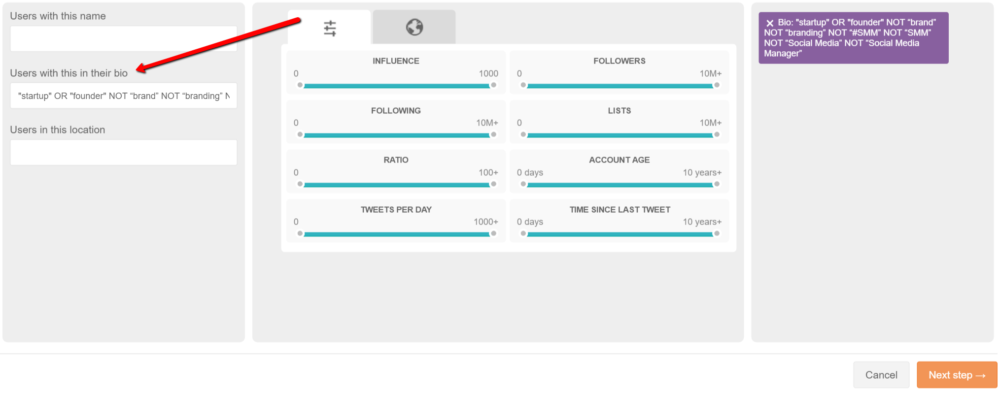 Users with this name
Users with this in their bio
"startup" OR "founder" NOT “brand” NOT “branding” N
Users in this location
INFLUENCE
0 1000
FOLLOWERS
0 10M+
FOLLOWING
0 10M+
LISTS
0 10M+
RATIO
0 100+
ACCOUNT AGE
0 days 10 years+
TWEETS PER DAY
0 1000+
TIME SINCE LAST TWEET
0 days 10 years+
× Bio: "startup" OR "founder" NOT “brand”
NOT “branding” NOT “#SMM” NOT “SMM”
NOT “Social Media” NOT “Social Media
Manager”
Cancel
Next step →